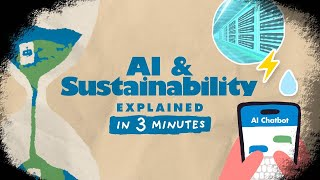 AI &
Sustainability
EXPLAINED
IN 3 MINUTES
AI Chatbot